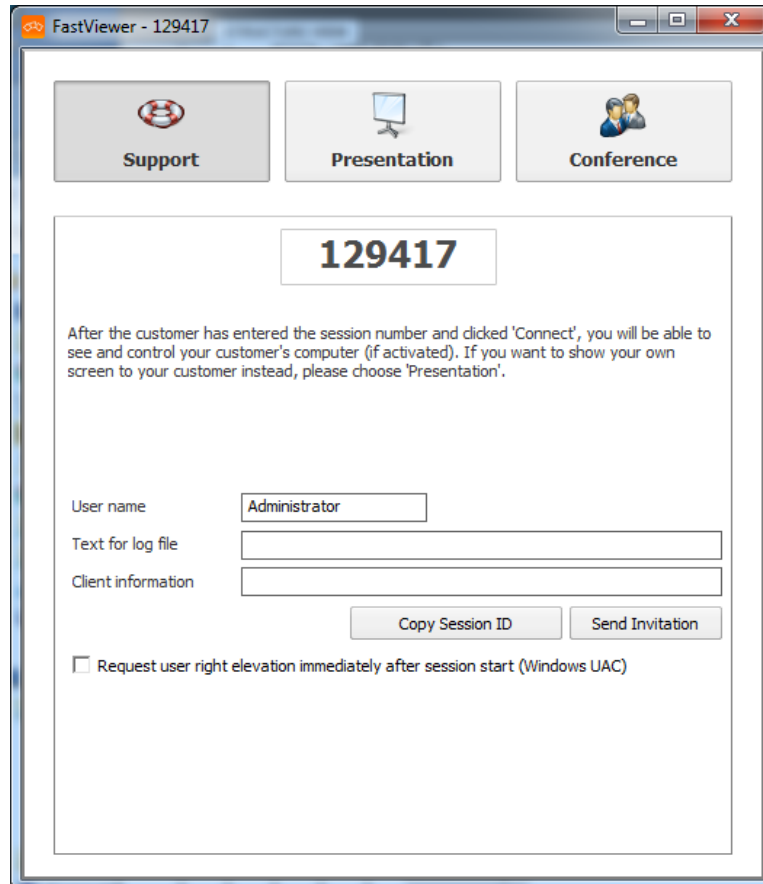 FastViewer - 129417
Support Presentation Conference
129417
After the customer has entered the session number and clicked 'Connect', you will be able to
see and control your customer's computer (if activated). If you want to show your own
screen to your customer instead, please choose 'Presentation'.
User name Administrator
Text for log file
Client information
Copy Session ID Send Invitation
Request user right elevation immediately after session start (Windows UAC)